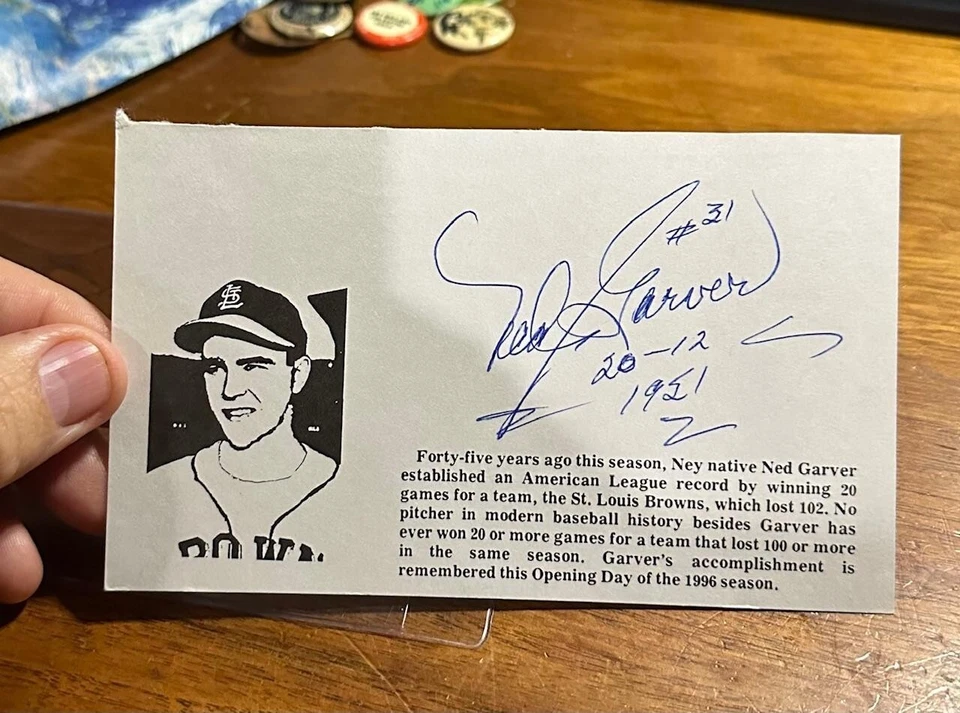 StL
#31
Ned Garver
20-12
1951
Forty-five years ago this season, Ney native Ned Garver
established an American League record by winning 20
games for a team, the St. Louis Browns, which lost 102. No
pitcher in modern baseball history besides Garver has
ever won 20 or more games for a team that lost 100 or more
in the same season. Garver's accomplishment is
remembered this Opening Day of the 1996 season.